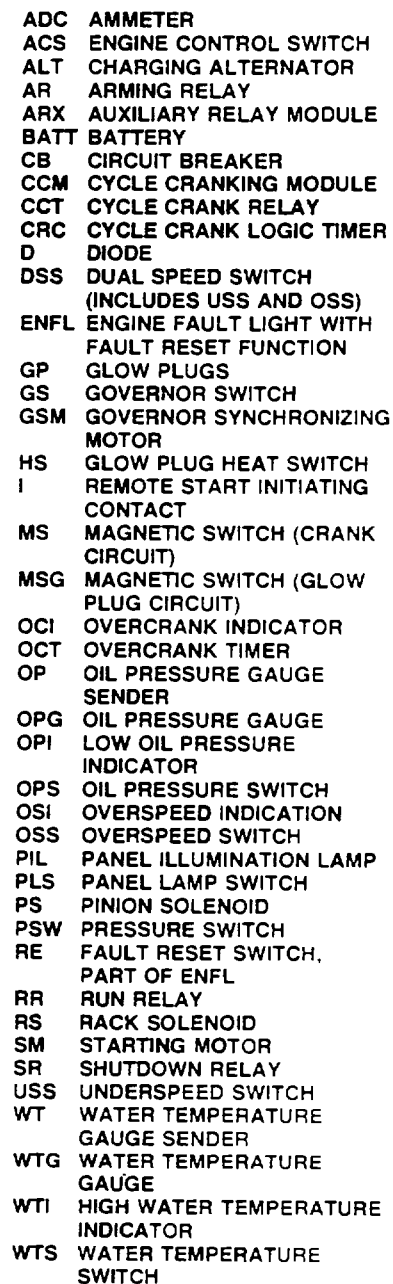 ADC AMMETER
ACS ENGINE CONTROL SWITCH
ALT CHARGING ALTERNATOR
AR ARMING RELAY
ARX AUXILIARY RELAY MODULE
BATT BATTERY
CB CIRCUIT BREAKER
CCM CYCLE CRANKING MODULE
CCT CYCLE CRANK RELAY
CRC CYCLE CRANK LOGIC TIMER
D DIODE
DSS DUAL SPEED SWITCH
(INCLUDES USS AND OSS)
ENFL ENGINE FAULT LIGHT WITH
FAULT RESET FUNCTION
GP GLOW PLUGS
GS GOVERNOR SWITCH
GSM GOVERNOR SYNCHRONIZING
MOTOR
HS GLOW PLUG HEAT SWITCH
I REMOTE START INITIATING
CONTACT
MS MAGNETIC SWITCH (CRANK
CIRCUIT)
MSG MAGNETIC SWITCH (GLOW
PLUG CIRCUIT)
OCI OVERCRANK INDICATOR
OCT OVERCRANK TIMER
OP OIL PRESSURE GAUGE
SENDER
OPG OIL PRESSURE GAUGE
OPI LOW OIL PRESSURE
INDICATOR
OPS OIL PRESSURE SWITCH
OSI OVERSPEED INDICATION
OSS OVERSPEED SWITCH
PIL PANEL ILLUMINATION LAMP
PLS PANEL LAMP SWITCH
PS PINION SOLENOID
PSW PRESSURE SWITCH
RE FAULT RESET SWITCH,
PART OF ENFL
RR RUN RELAY
RS RACK SOLENOID
SM STARTING MOTOR
SR SHUTDOWN RELAY
USS UNDERSPEED SWITCH
WT WATER TEMPERATURE
GAUGE SENDER
WTG WATER TEMPERATURE
GAUGE
WTI HIGH WATER TEMPERATURE
INDICATOR
WTS WATER TEMPERATURE
SWITCH